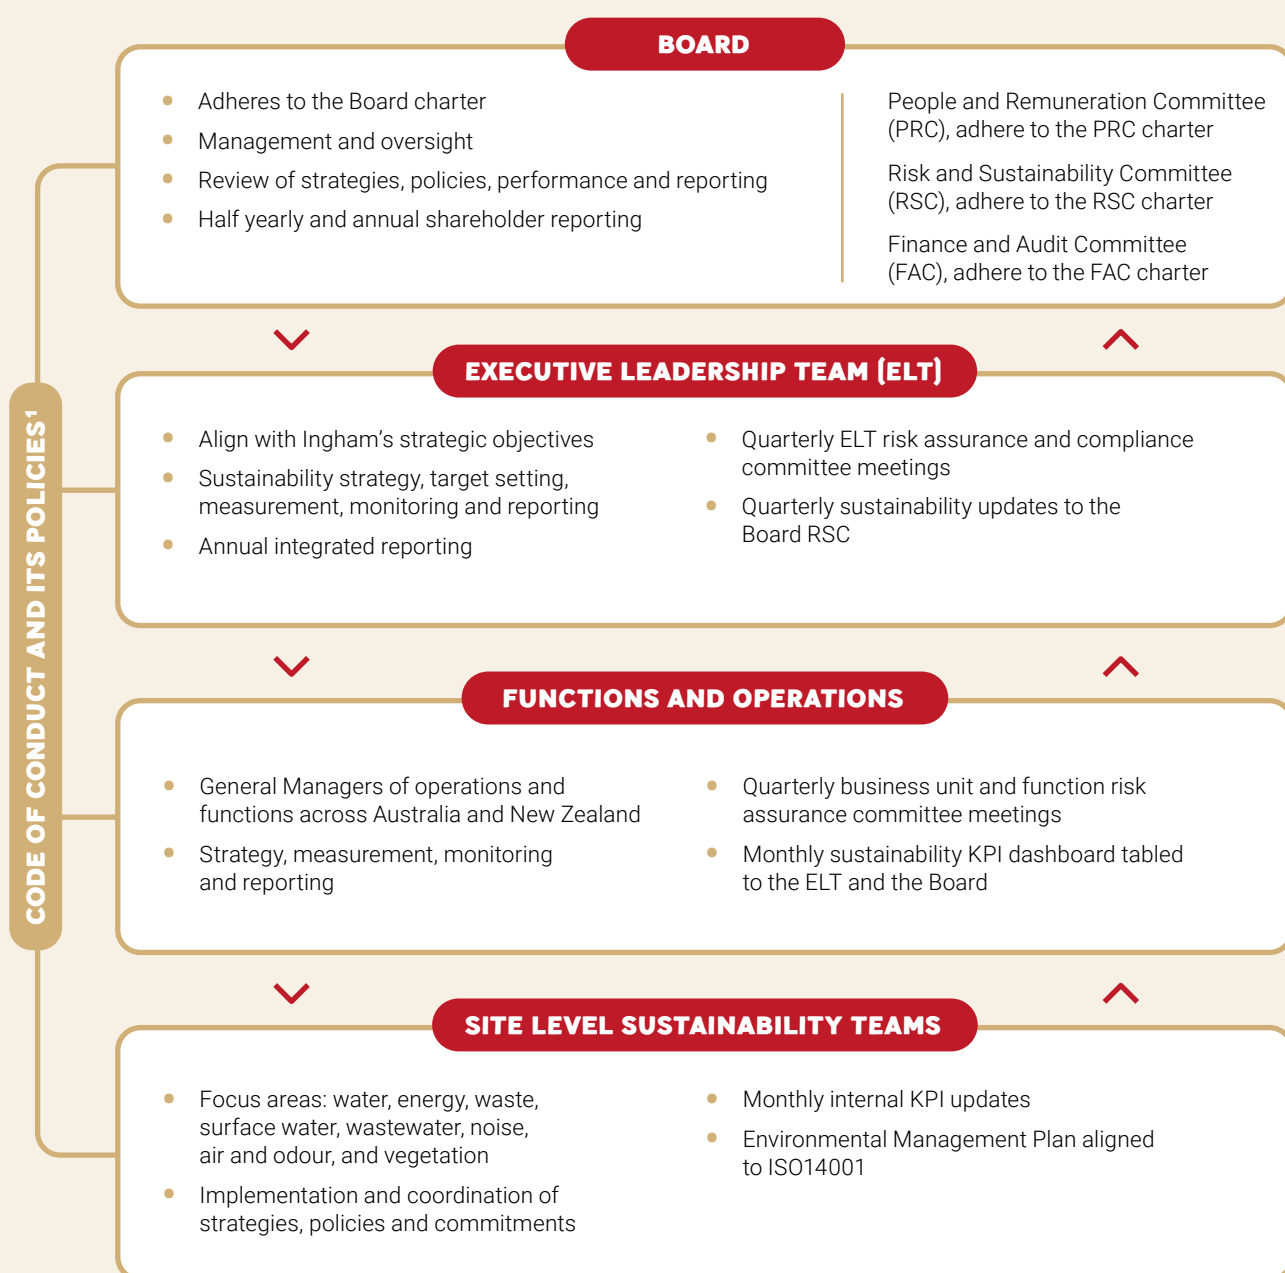 BOARD
Adheres to the Board charter
Management and oversight
Review of strategies, policies, performance and reporting
Half yearly and annual shareholder reporting
People and Remuneration Committee
(PRC), adhere to the PRC charter
Risk and Sustainability Committee
(RSC), adhere to the RSC charter
Finance and Audit Committee
(FAC), adhere to the FAC charter
CODE OF CONDUCT AND ITS POLICIES¹
EXECUTIVE LEADERSHIP TEAM (ELT)
Align with Ingham’s strategic objectives
Sustainability strategy, target setting,
measurement, monitoring and reporting
Annual integrated reporting
Quarterly ELT risk assurance and compliance
committee meetings
Quarterly sustainability updates to the
Board RSC
FUNCTIONS AND OPERATIONS
General Managers of operations and
functions across Australia and New Zealand
Strategy, measurement, monitoring
and reporting
Quarterly business unit and function risk
assurance committee meetings
Monthly sustainability KPI dashboard tabled
to the ELT and the Board
SITE LEVEL SUSTAINABILITY TEAMS
Focus areas: water, energy, waste,
surface water, wastewater, noise,
air and odour, and vegetation
Implementation and coordination of
strategies, policies and commitments
Monthly internal KPI updates
Environmental Management Plan aligned
to ISO14001